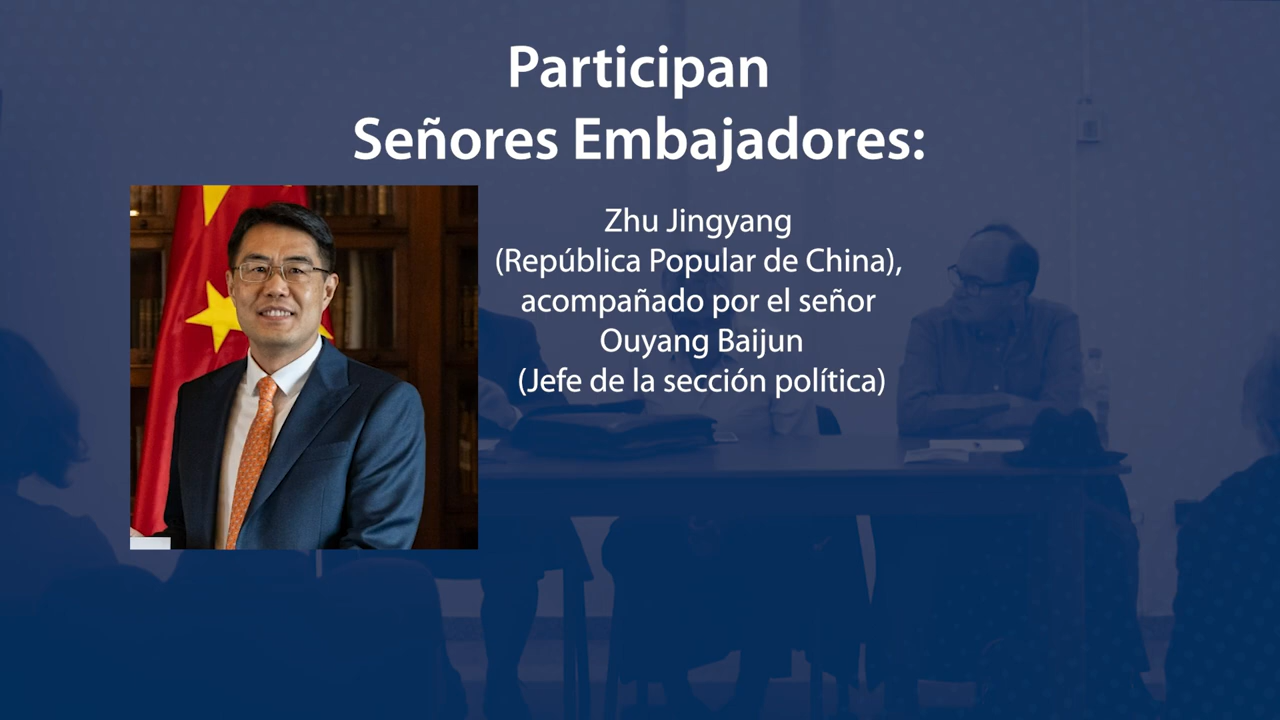 Participan
Señores Embajadores:
Zhu Jingyang
(República Popular de China),
acompañado por el señor
Ouyang Baijun
(Jefe de la sección política)